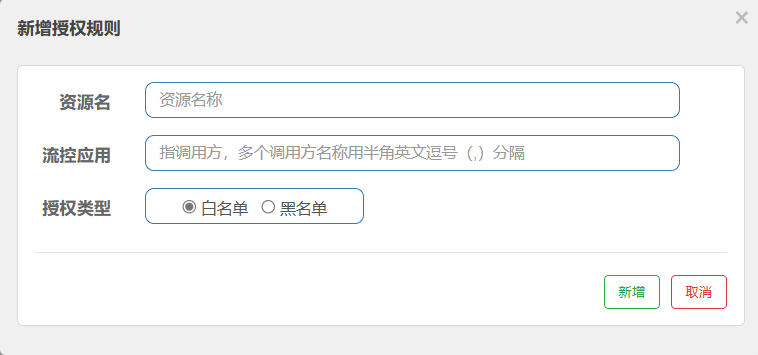 新增授权规则
×
资源名
资源名称
流控应用
指调用方，多个调用方名称用半角英文逗号（,）分隔
授权类型
白名单 黑名单
新增 取消